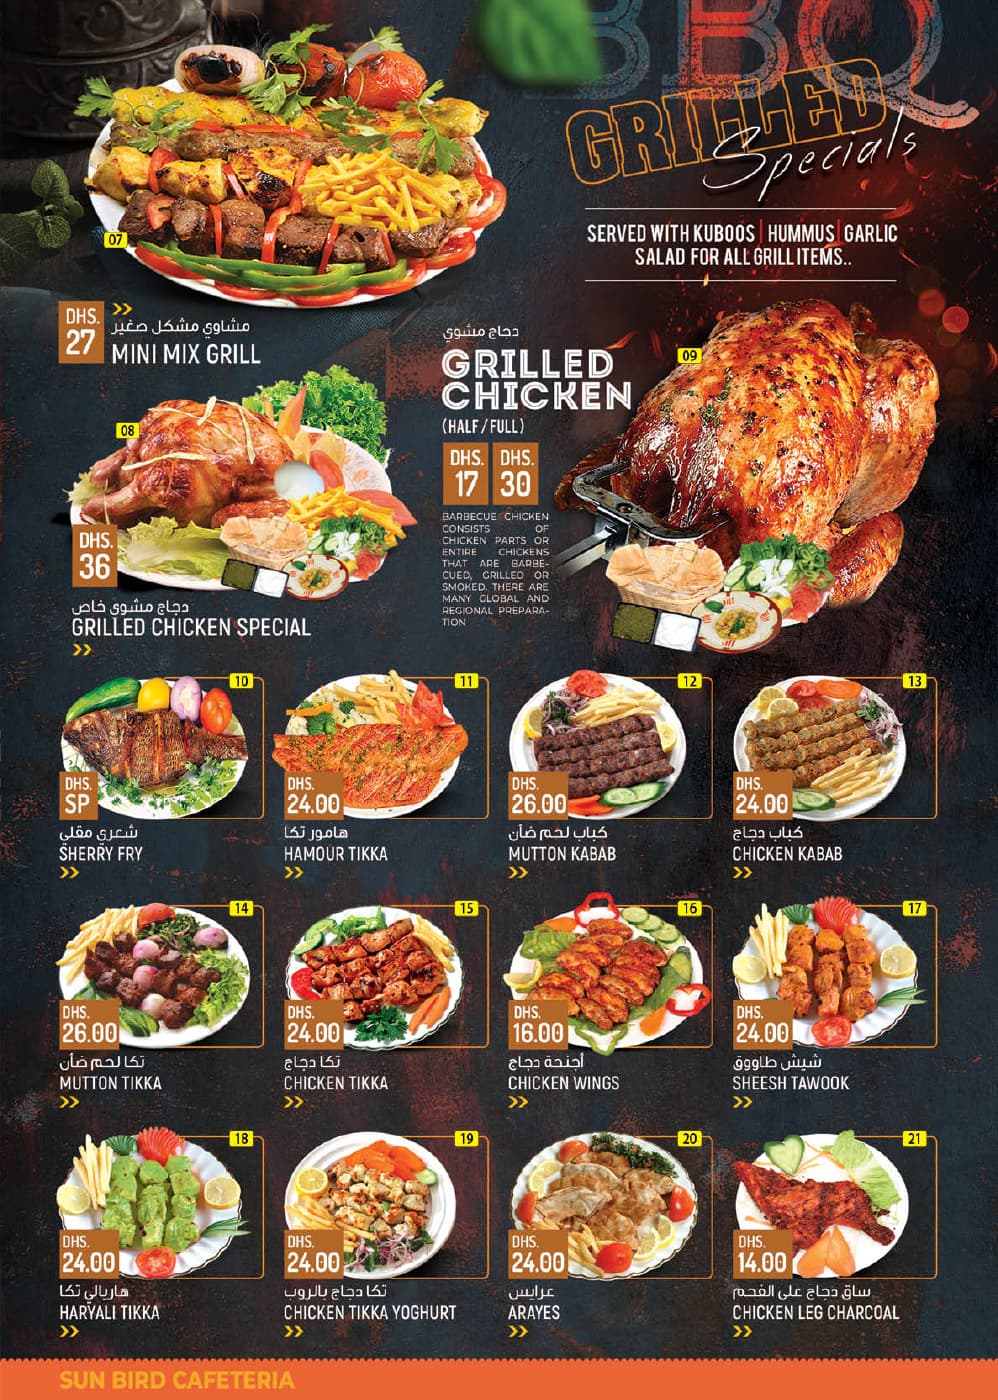 BBQ
GRILLED
Specials
SERVED WITH KUBOOS | HUMMUS | GARLIC
SALAD FOR ALL GRILL ITEMS..
07
DHS.
27
مشاوي مشكل صغير
MINI MIX GRILL
08
DHS.
36
دجاج مشوي خاص
GRILLED CHICKEN SPECIAL
09
دجاج مشوي
GRILLED
CHICKEN
(HALF/FULL)
DHS. DHS.
17 30
BARBECUE CHICKEN
CONSISTS OF
CHICKEN PARTS OR
ENTIRE CHICKENS
THAT ARE BARBE-
CUED, GRILLED OR
SMOKED. THERE ARE
MANY GLOBAL AND
REGIONAL PREPARA-
TION
10
DHS.
SP
شعري مقلي
SHERRY FRY
11
DHS.
24.00
هامور تكا
HAMOUR TIKKA
12
DHS.
26.00
كباب لحم ضأن
MUTTON KABAB
13
DHS.
24.00
كباب دجاج
CHICKEN KABAB
14
DHS.
26.00
تكا لحم ضأن
MUTTON TIKKA
15
DHS.
24.00
تكا دجاج
CHICKEN TIKKA
16
DHS.
16.00
أجنحة دجاج
CHICKEN WINGS
17
DHS.
24.00
شيش طاووق
SHEESH TAWOOK
18
DHS.
24.00
هاريالي تكا
HARYALI TIKKA
19
DHS.
24.00
تكا دجاج بالروب
CHICKEN TIKKA YOGHURT
20
DHS.
24.00
عرايس
ARAYES
21
DHS.
14.00
ساق دجاج على الفحم
CHICKEN LEG CHARCOAL
SUN BIRD CAFETERIA